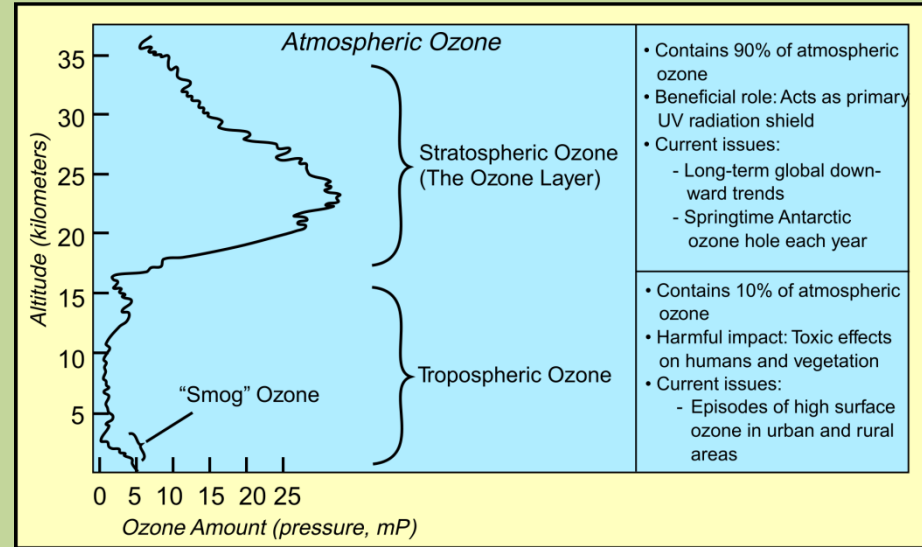 Atmospheric Ozone
Altitude (kilometers)
35
30
25
20
15
10
5
0 5 10 15 20 25
Ozone Amount (pressure, mP)
Stratospheric Ozone
(The Ozone Layer)
Tropospheric Ozone
“Smog” Ozone
• Contains 90% of atmospheric
ozone
• Beneficial role: Acts as primary
UV radiation shield
• Current issues:
- Long-term global down-
ward trends
- Springtime Antarctic
ozone hole each year
• Contains 10% of atmospheric
ozone
• Harmful impact: Toxic effects
on humans and vegetation
• Current issues:
- Episodes of high surface
ozone in urban and rural
areas